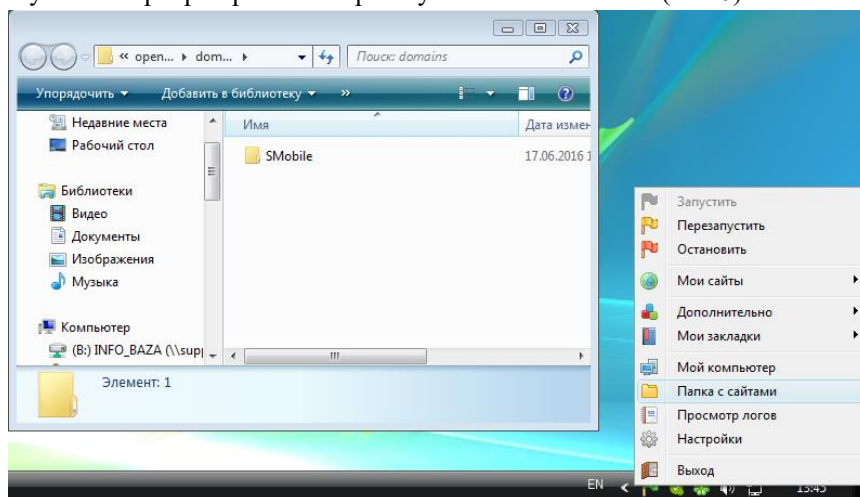 « open... ▸ dom... ▸
Поиск: domains
Упорядочить ▼ Добавить в библиотеку ▼ »
Недавние места
Рабочий стол
Библиотеки
Видео
Документы
Изображения
Музыка
Компьютер
(B:) INFO_BAZA (\\sup
Имя
Дата измен
SMobile
17.06.2016 1
Элемент: 1
Запустить
Перезапустить
Остановить
Мои сайты
Дополнительно
Мои закладки
Мой компьютер
Папка с сайтами
Просмотр логов
Настройки
Выход
EN
13:45